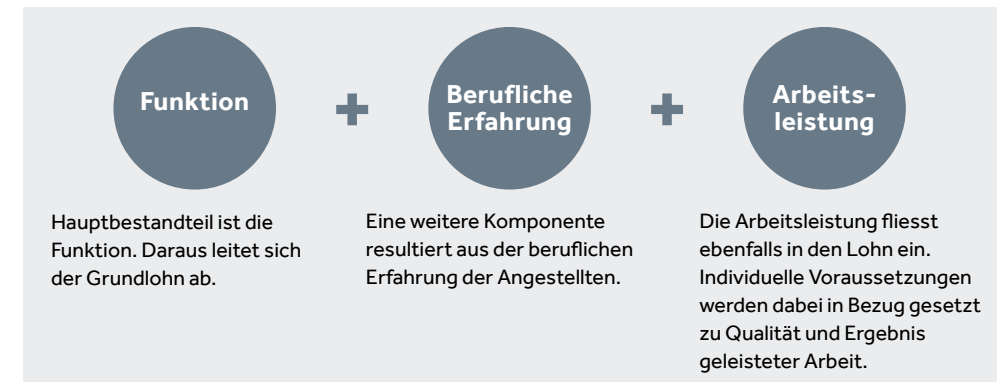 Funktion
+
Berufliche
Erfahrung
+
Arbeits-
leistung
Hauptbestandteil ist die
Funktion. Daraus leitet sich
der Grundlohn ab.
Eine weitere Komponente
resultiert aus der beruflichen
Erfahrung der Angestellten.
Die Arbeitsleistung fliesst
ebenfalls in den Lohn ein.
Individuelle Voraussetzungen
werden dabei in Bezug gesetzt
zu Qualität und Ergebnis
geleisteter Arbeit.